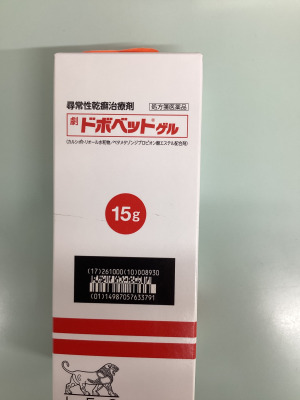 尋常性乾癬治療剤
処方箋医薬品
劇 ドボベット®ゲル
(カルシポトリオール水和物/ベタメタゾンジプロピオン酸エステル配合剤)
15g
(17)261000(10)008930
(01)14987057633791